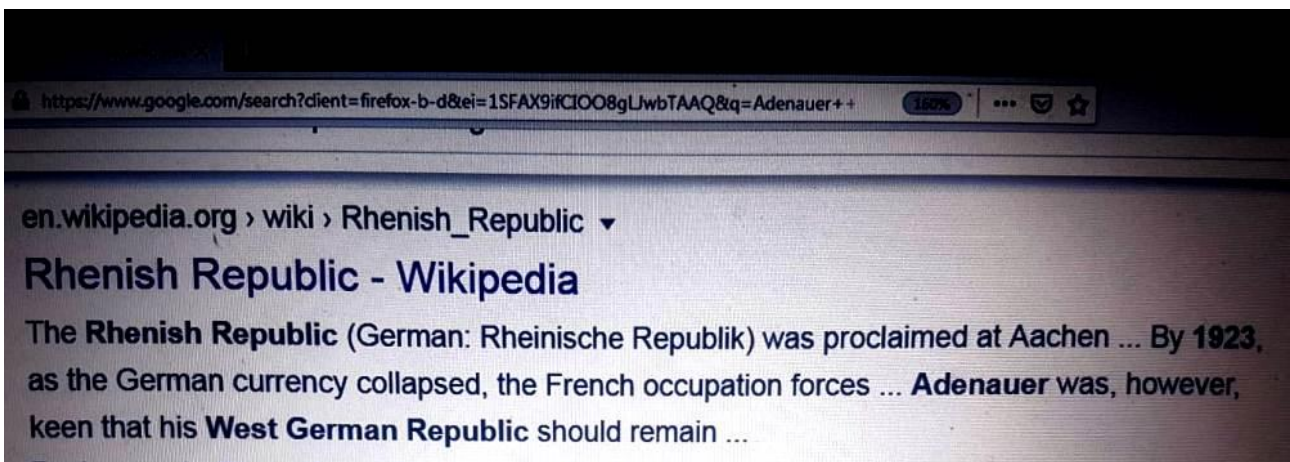 https://www.google.com/search?client=firefox-b-d&ei=1SFAX9ifCIOO8gLJwbTAAQ&q=Adenauer++ 160%
en.wikipedia.org › wiki › Rhenish_Republic
Rhenish Republic - Wikipedia
The Rhenish Republic (German: Rheinische Republik) was proclaimed at Aachen ... By 1923,
as the German currency collapsed, the French occupation forces ... Adenauer was, however,
keen that his West German Republic should remain ...